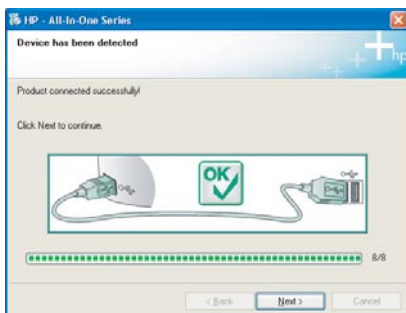 HP - All-In-One Series
Device has been detected
hp
Product connected successfully!
Click Next to continue.
OK
8/8
< Back Next > Cancel